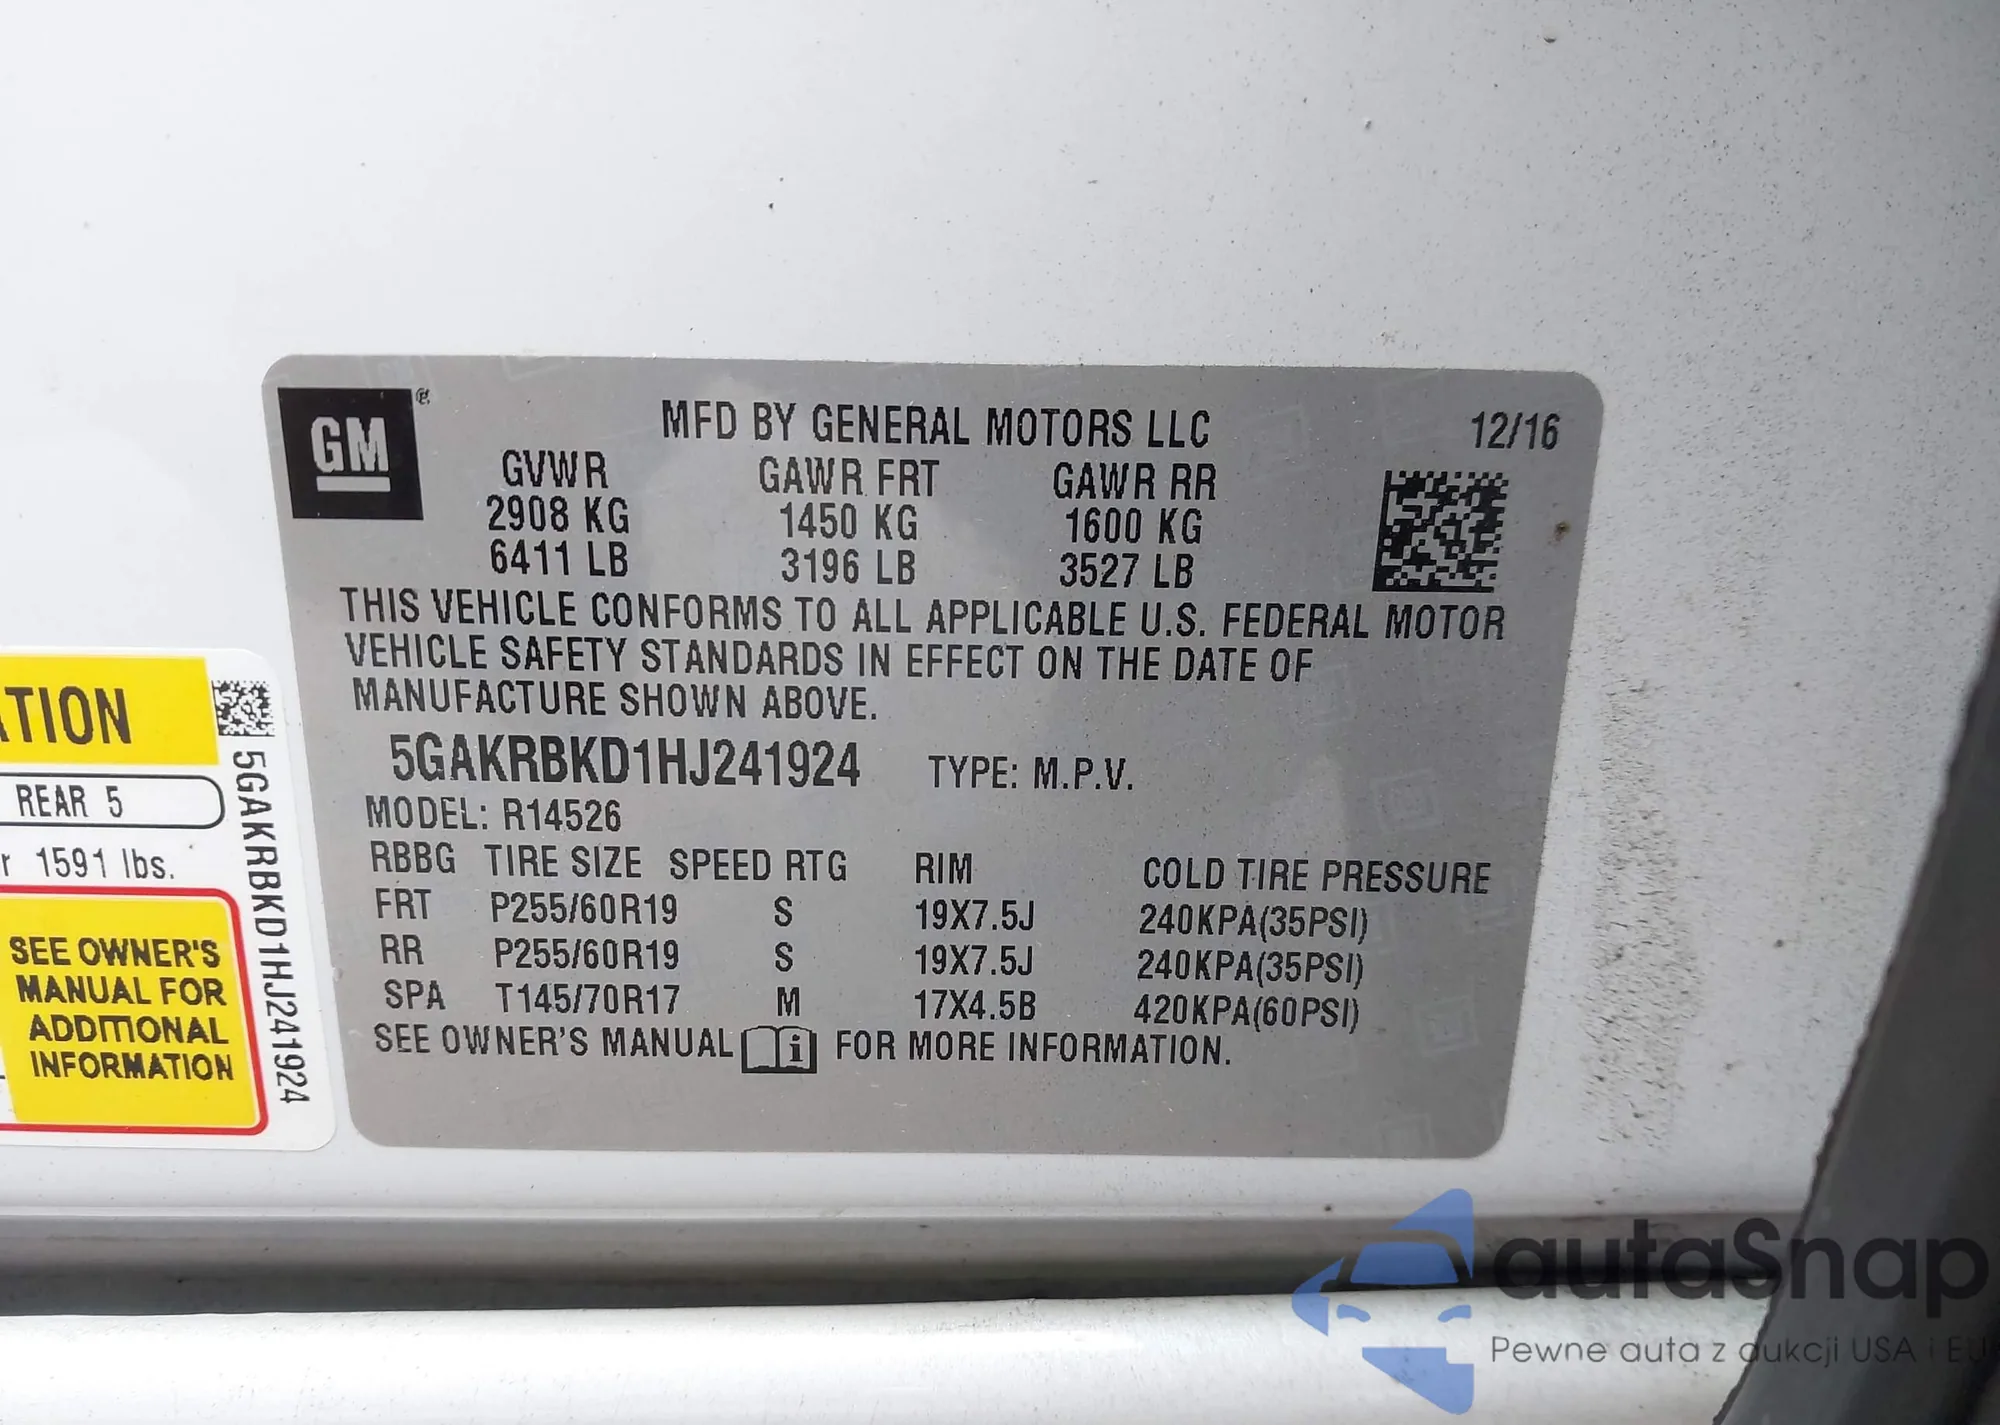 GM
®
MFD BY GENERAL MOTORS LLC 12/16
GVWR GAWR FRT GAWR RR
2908 KG 1450 KG 1600 KG
6411 LB 3196 LB 3527 LB
THIS VEHICLE CONFORMS TO ALL APPLICABLE U.S. FEDERAL MOTOR
VEHICLE SAFETY STANDARDS IN EFFECT ON THE DATE OF
MANUFACTURE SHOWN ABOVE.
5GAKRBKD1HJ241924 TYPE: M.P.V.
MODEL: R14526
RBBG TIRE SIZE SPEED RTG RIM COLD TIRE PRESSURE
FRT P255/60R19 S 19X7.5J 240KPA(35PSI)
RR P255/60R19 S 19X7.5J 240KPA(35PSI)
SPA T145/70R17 M 17X4.5B 420KPA(60PSI)
SEE OWNER'S MANUAL i FOR MORE INFORMATION.
ATION
REAR 5
r 1591 lbs.
SEE OWNER'S
MANUAL FOR
ADDITIONAL
INFORMATION
5GAKRBKD1HJ241924
autaSnap
Pewne auta z aukcji USA i EU